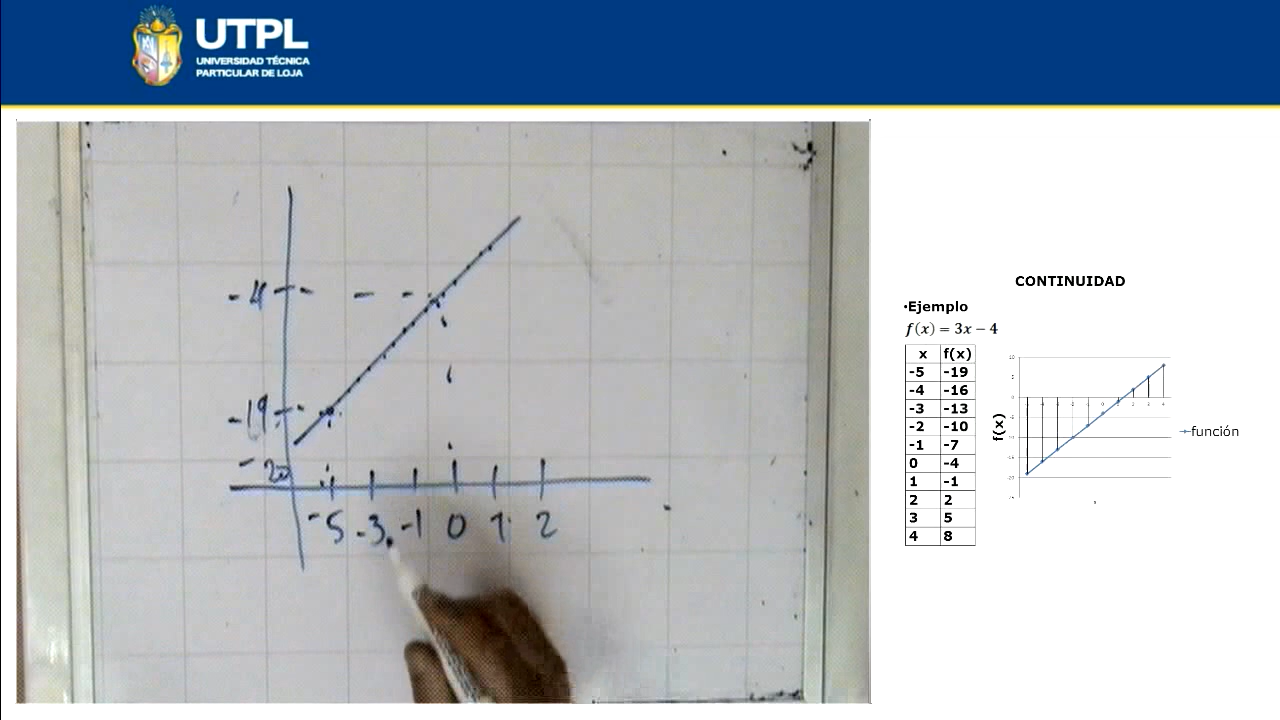 UTPL
UNIVERSIDAD TÉCNICA
PARTICULAR DE LOJA
-4
-19
-20
-5 -3 -1 0 1 2
CONTINUIDAD
•Ejemplo
f(x) = 3x − 4
x f(x)
-5 -19
-4 -16
-3 -13
-2 -10
-1 -7
0 -4
1 -1
2 2
3 5
4 8
f(x)
función